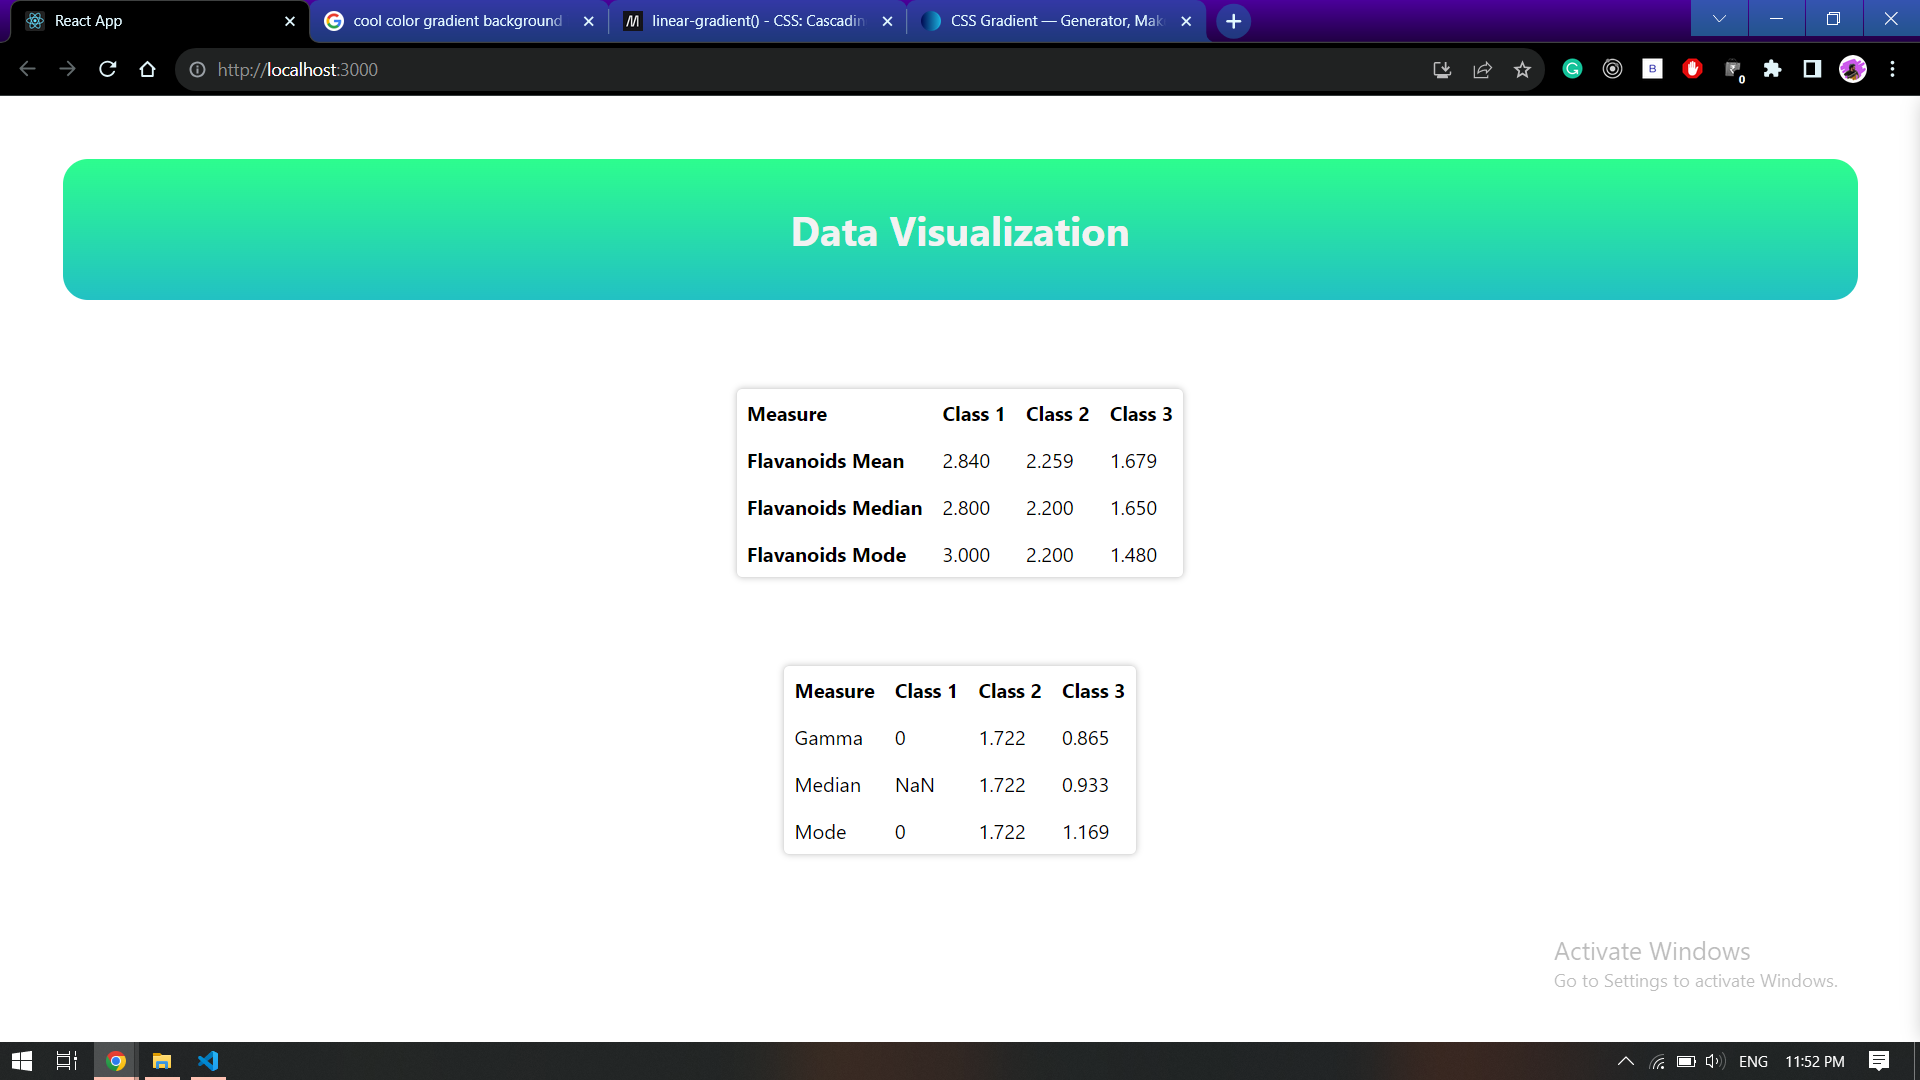 React App
cool color gradient background
linear-gradient() - CSS: Cascadin
CSS Gradient — Generator, Mak
http://localhost:3000
G
B
0
Data Visualization
Measure Class 1 Class 2 Class 3
Flavanoids Mean 2.840 2.259 1.679
Flavanoids Median 2.800 2.200 1.650
Flavanoids Mode 3.000 2.200 1.480
Measure Class 1 Class 2 Class 3
Gamma 0 1.722 0.865
Median NaN 1.722 0.933
Mode 0 1.722 1.169
Activate Windows
Go to Settings to activate Windows.
ENG 11:52 PM